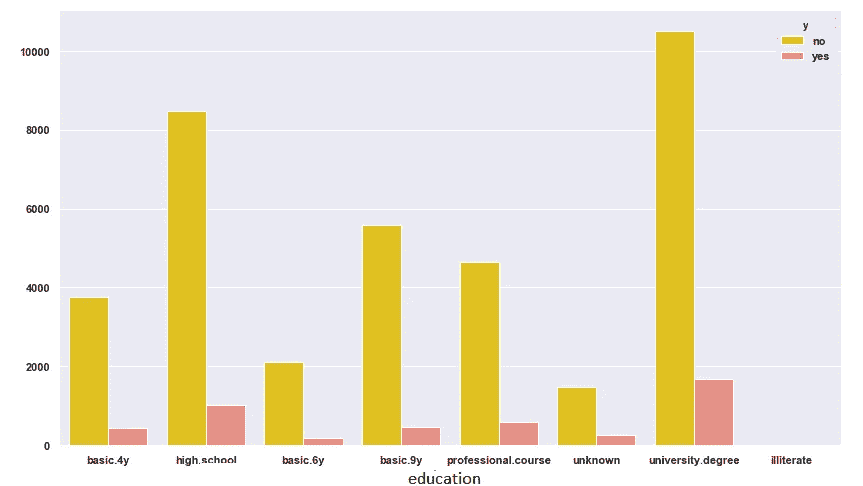 y
no
yes
10000
8000
6000
4000
2000
0
basic.4y high.school basic.6y basic.9y professional.course unknown university.degree illiterate
education